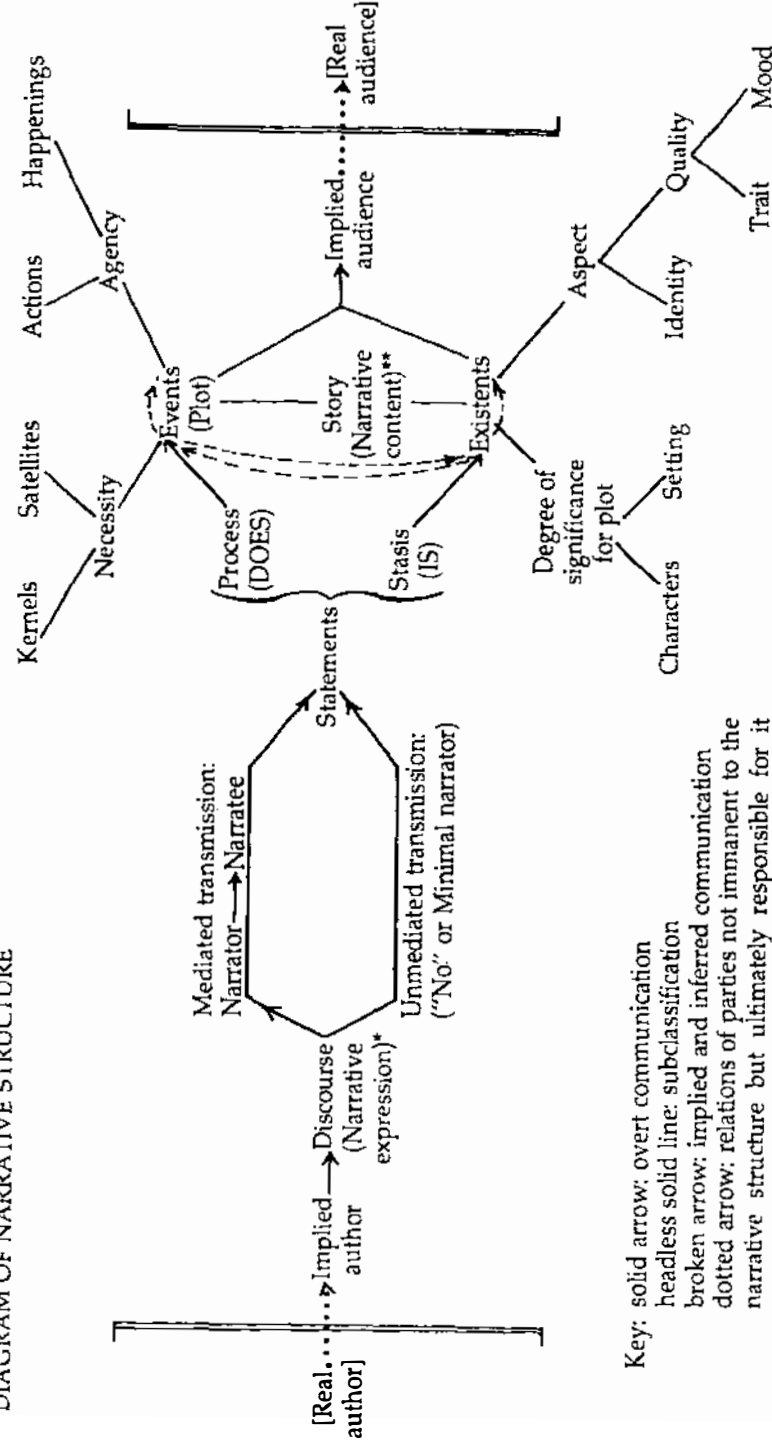 DIAGRAM OF NARRATIVE STRUCTURE
[Real
author]
Implied
author
Discourse
(Narrative
expression)*
Mediated transmission:
Narrator
Narratee
Unmediated transmission:
("No" or Minimal narrator)
Statements
Process
(DOES)
Stasis
(IS)
Kernels
Satellites
Necessity
Actions
Happenings
Agency
Events
(Plot)
Story
(Narrative
content)**
Existents
Degree of
significance
for plot
Characters
Setting
Aspect
Identity
Quality
Trait
Mood
Implied
audience
[Real
audience]
Key: solid arrow: overt communication
headless solid line: subclassification
broken arrow: implied and inferred communication
dotted arrow: relations of parties not immanent to the
narrative structure but ultimately responsible for it